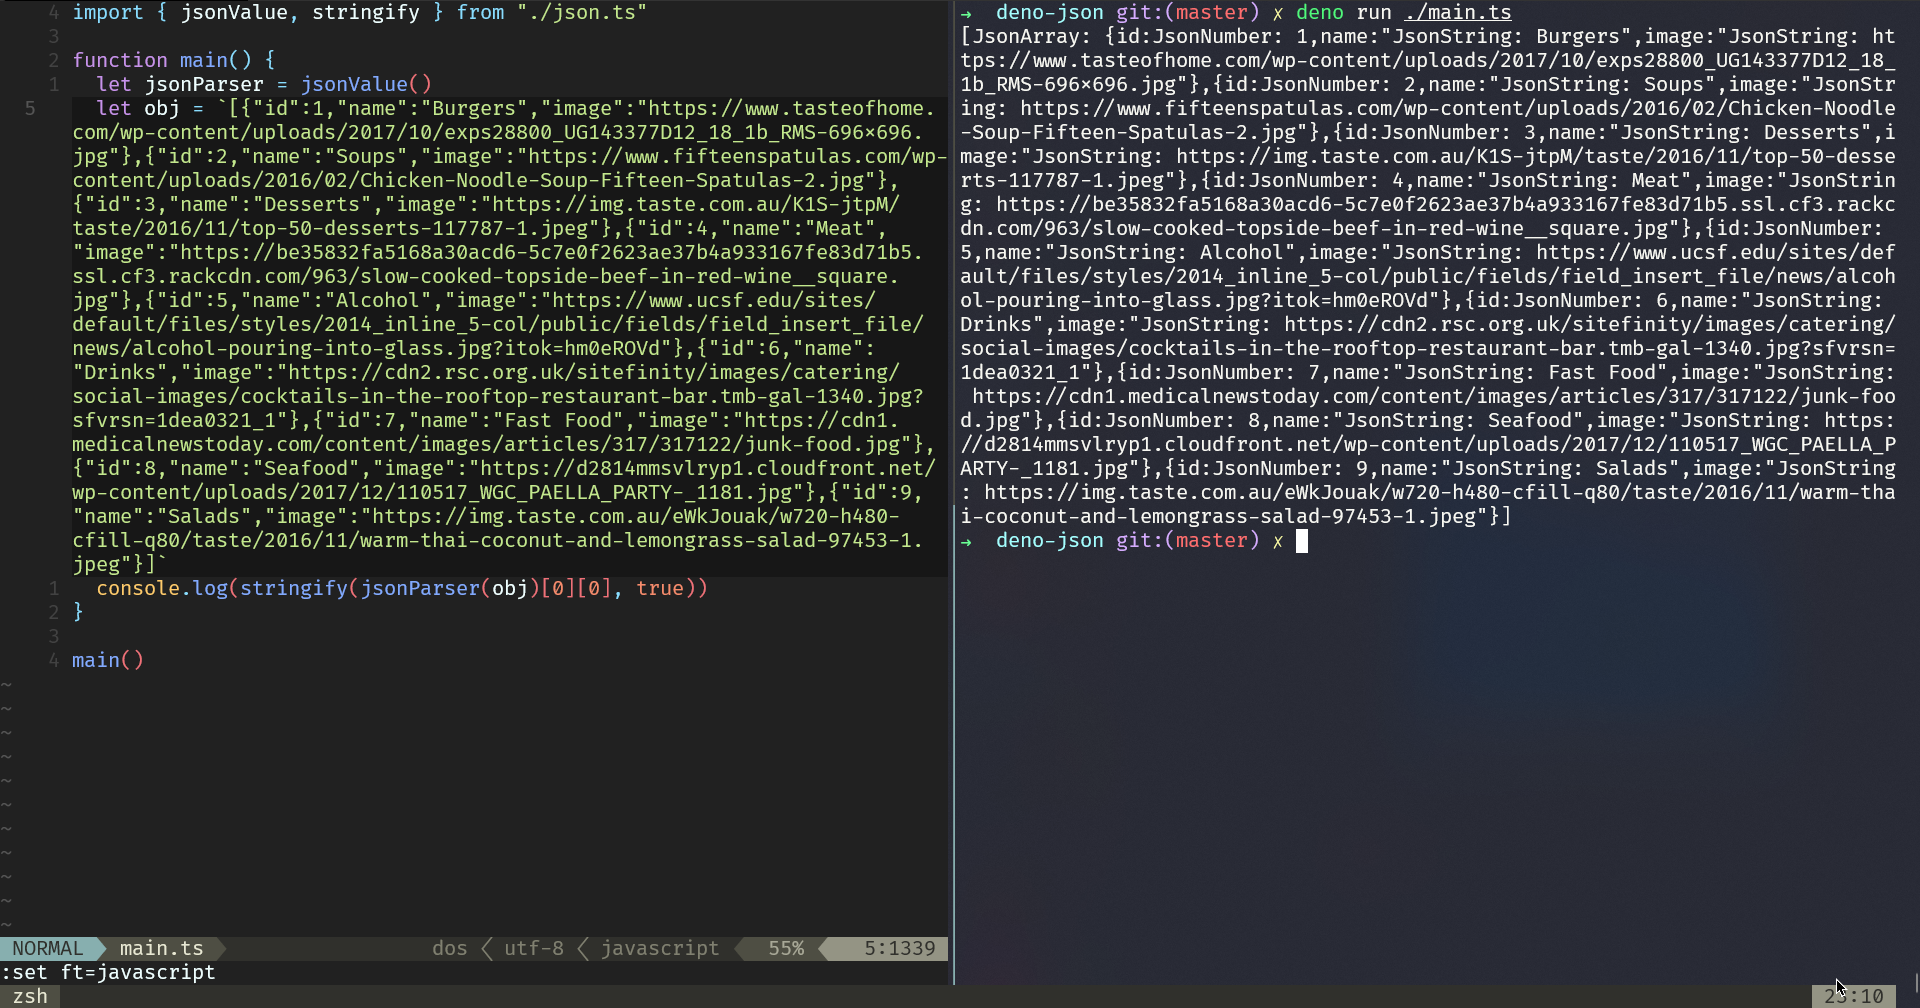 4 import { jsonValue, stringify } from "./json.ts"
3
2 function main() {
1 let jsonParser = jsonValue()
5 let obj = `[{"id":1,"name":"Burgers","image":"https://www.tasteofhome.
com/wp-content/uploads/2017/10/exps28800_UG143377D12_18_1b_RMS-696×696.
jpg"},{"id":2,"name":"Soups","image":"https://www.fifteenspatulas.com/wp-
content/uploads/2016/02/Chicken-Noodle-Soup-Fifteen-Spatulas-2.jpg"},
{"id":3,"name":"Desserts","image":"https://img.taste.com.au/K1S-jtpM/
taste/2016/11/top-50-desserts-117787-1.jpeg"},{"id":4,"name":"Meat",
"image":"https://be35832fa5168a30acd6-5c7e0f2623ae37b4a933167fe83d71b5.
ssl.cf3.rackcdn.com/963/slow-cooked-topside-beef-in-red-wine__square.
jpg"},{"id":5,"name":"Alcohol","image":"https://www.ucsf.edu/sites/
default/files/styles/2014_inline_5-col/public/fields/field_insert_file/
news/alcohol-pouring-into-glass.jpg?itok=hm0eROVd"},{"id":6,"name":
"Drinks","image":"https://cdn2.rsc.org.uk/sitefinity/images/catering/
social-images/cocktails-in-the-rooftop-restaurant-bar.tmb-gal-1340.jpg?
sfvrsn=1dea0321_1"},{"id":7,"name":"Fast Food","image":"https://cdn1.
medicalnewstoday.com/content/images/articles/317/317122/junk-food.jpg"},
{"id":8,"name":"Seafood","image":"https://d2814mmsvlryp1.cloudfront.net/
wp-content/uploads/2017/12/110517_WGC_PAELLA_PARTY-_1181.jpg"},{"id":9,
"name":"Salads","image":"https://img.taste.com.au/eWkJouak/w720-h480-
cfill-q80/taste/2016/11/warm-thai-coconut-and-lemongrass-salad-97453-1.
jpeg"}]`
1 console.log(stringify(jsonParser(obj)[0][0], true))
2 }
3
4 main()
~
~
~
~
~
~
~
~
~
~
~
NORMAL main.ts dos utf-8 javascript 55% 5:1339
:set ft=javascript
→ deno-json git:(master) ✗ deno run ./main.ts
[JsonArray: {id:JsonNumber: 1,name:"JsonString: Burgers",image:"JsonString: ht
tps://www.tasteofhome.com/wp-content/uploads/2017/10/exps28800_UG143377D12_18_
1b_RMS-696×696.jpg"},{id:JsonNumber: 2,name:"JsonString: Soups",image:"JsonStr
ing: https://www.fifteenspatulas.com/wp-content/uploads/2016/02/Chicken-Noodle
-Soup-Fifteen-Spatulas-2.jpg"},{id:JsonNumber: 3,name:"JsonString: Desserts",i
mage:"JsonString: https://img.taste.com.au/K1S-jtpM/taste/2016/11/top-50-desse
rts-117787-1.jpeg"},{id:JsonNumber: 4,name:"JsonString: Meat",image:"JsonStrin
g: https://be35832fa5168a30acd6-5c7e0f2623ae37b4a933167fe83d71b5.ssl.cf3.rackc
dn.com/963/slow-cooked-topside-beef-in-red-wine__square.jpg"},{id:JsonNumber:
5,name:"JsonString: Alcohol",image:"JsonString: https://www.ucsf.edu/sites/def
ault/files/styles/2014_inline_5-col/public/fields/field_insert_file/news/alcoh
ol-pouring-into-glass.jpg?itok=hm0eROVd"},{id:JsonNumber: 6,name:"JsonString:
Drinks",image:"JsonString: https://cdn2.rsc.org.uk/sitefinity/images/catering/
social-images/cocktails-in-the-rooftop-restaurant-bar.tmb-gal-1340.jpg?sfvrsn=
1dea0321_1"},{id:JsonNumber: 7,name:"JsonString: Fast Food",image:"JsonString:
https://cdn1.medicalnewstoday.com/content/images/articles/317/317122/junk-foo
d.jpg"},{id:JsonNumber: 8,name:"JsonString: Seafood",image:"JsonString: https:
//d2814mmsvlryp1.cloudfront.net/wp-content/uploads/2017/12/110517_WGC_PAELLA_P
ARTY-_1181.jpg"},{id:JsonNumber: 9,name:"JsonString: Salads",image:"JsonString
: https://img.taste.com.au/eWkJouak/w720-h480-cfill-q80/taste/2016/11/warm-tha
i-coconut-and-lemongrass-salad-97453-1.jpeg"}]
→ deno-json git:(master) ✗
zsh